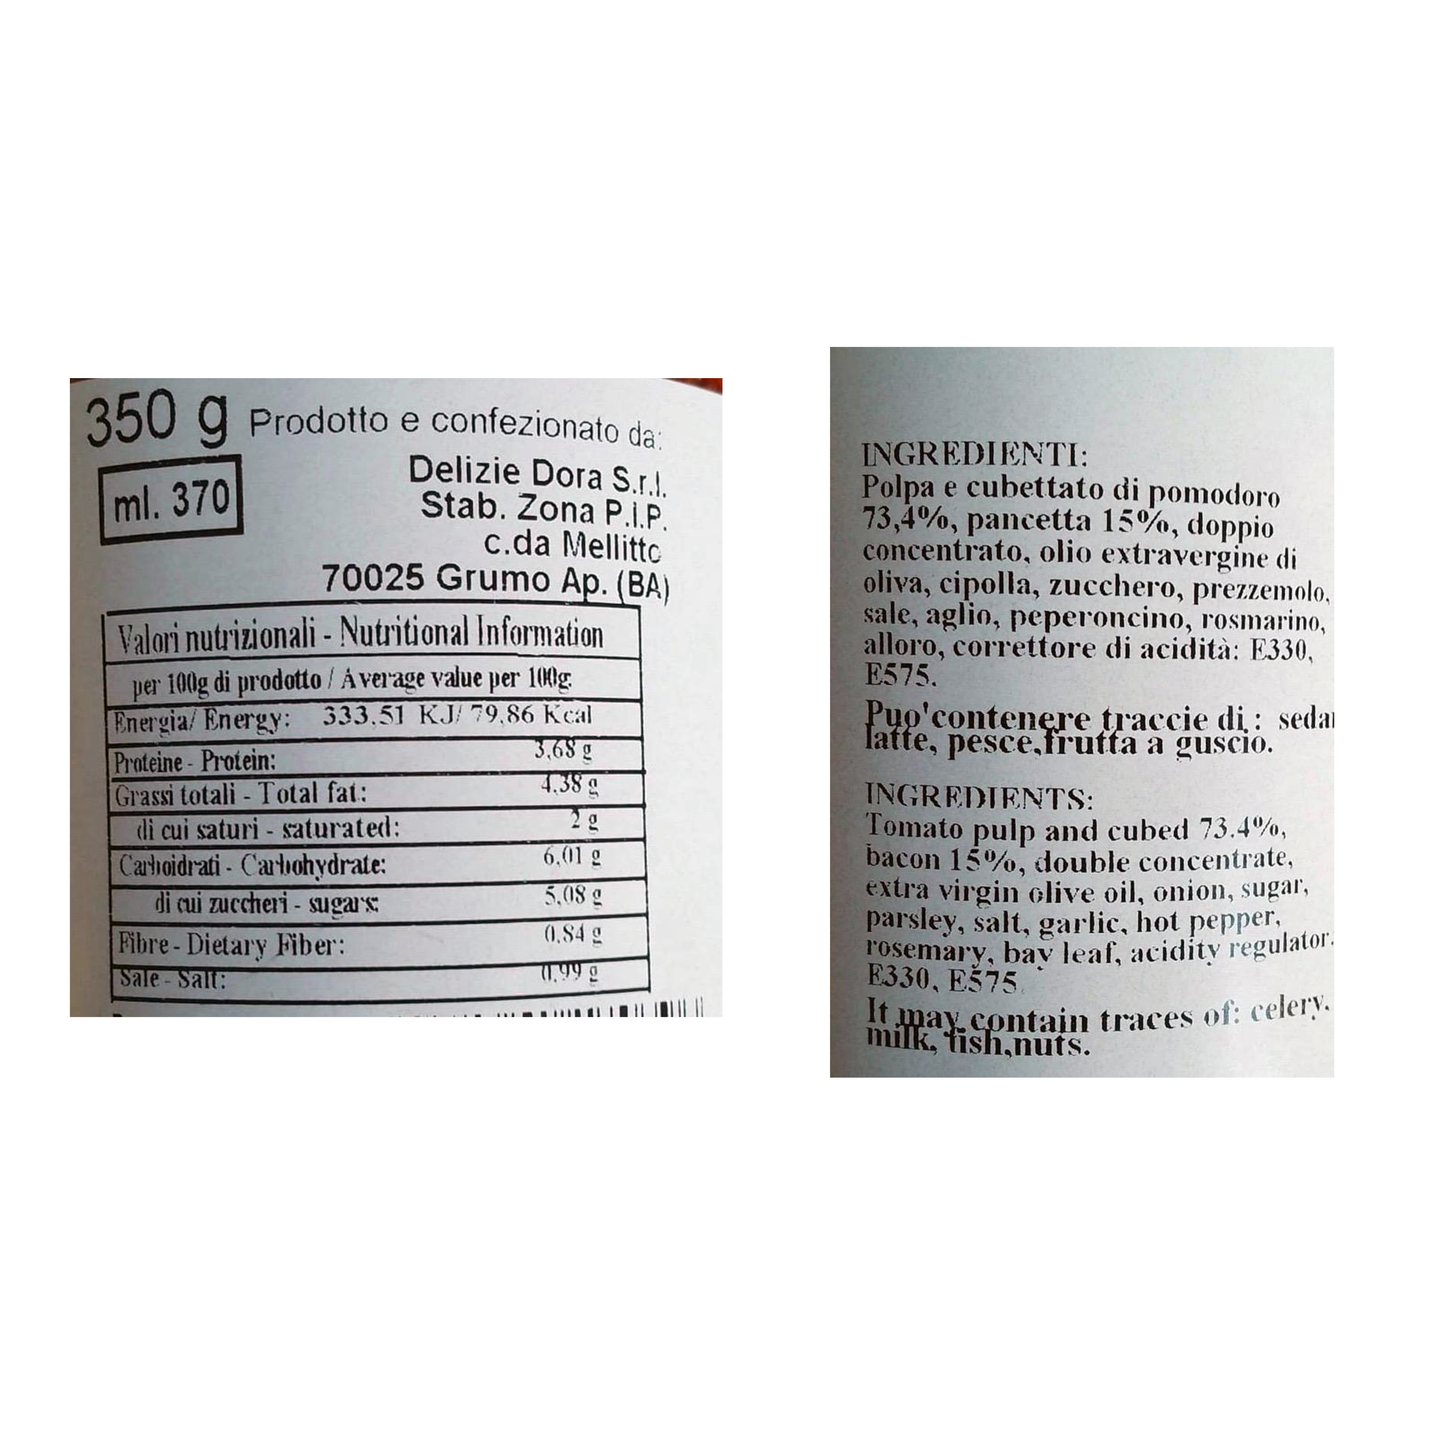 350 g Prodotto e confezionato da:
ml. 370
Delizie Dora S.r.l.
Stab. Zona P.i.P.
c.da Mellitto
70025 Grumo Ap. (BA)
Valori nutrizionali - Nutritional Information
per 100g di prodotto / Average value per 100g.
Energia/ Energy: 333,51 KJ/ 79,86 Kcal
Proteine - Protein: 3,68 g
Grassi totali - Total fat: 4,38 g
di cui saturi - saturated: 2 g
Carboidrati - Carbohydrate: 6,01 g
di cui zuccheri - sugars: 5,08 g
Fibre - Dietary Fiber: 0,84 g
Sale - Salt: 0,99 g
INGREDIENTI:
Polpa e cubettato di pomodoro
73,4%, pancetta 15%, doppio
concentrato, olio extravergine di
oliva, cipolla, zucchero, prezzemolo,
sale, aglio, peperoncino, rosmarino,
alloro, correttore di acidità: E330,
E575.
Puo'contenere traccie di : sedan
latte, pesce,frutta a guscio.
INGREDIENTS:
Tomato pulp and cubed 73.4%,
bacon 15%, double concentrate,
extra virgin olive oil, onion, sugar,
parsley, salt, garlic, hot pepper,
rosemary, bay leaf, acidity regulator.
E330, E575.
It may contain traces of: celery.
milk, fish,nuts.